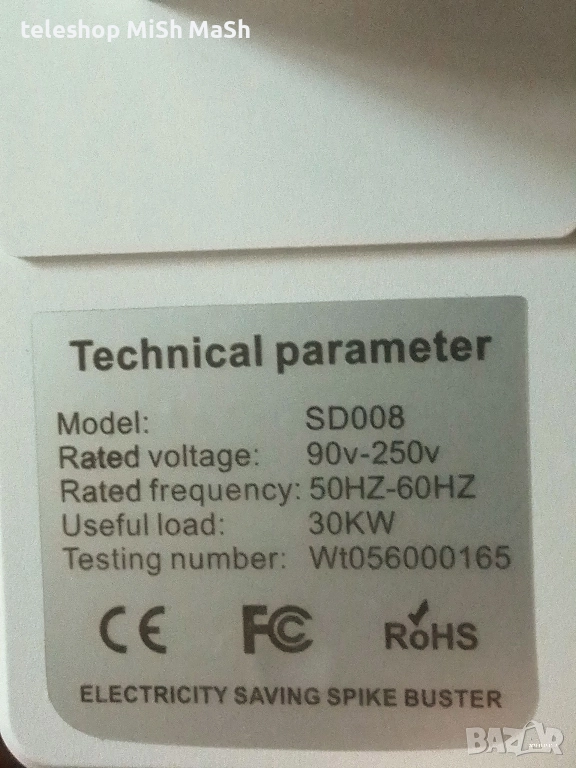 teleshop MiSh MaSh
Technical parameter
Model: SD008
Rated voltage: 90v-250v
Rated frequency: 50HZ-60HZ
Useful load: 30KW
Testing number: Wt056000165
CE FC RoHS
ELECTRICITY SAVING SPIKE BUSTER
BAZAR